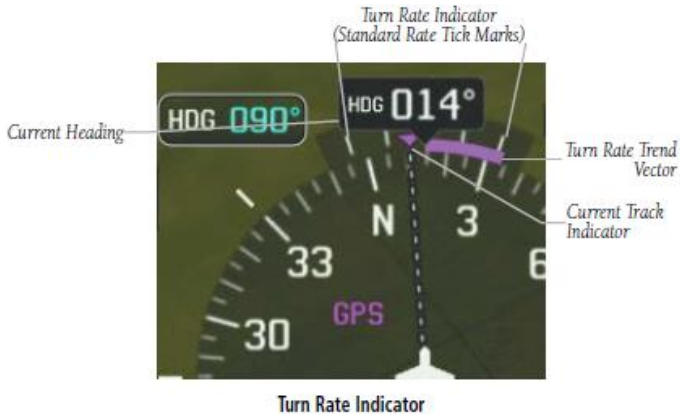 Turn Rate Indicator
(Standard Rate Tick Marks)
HDG 090°
HDG 014°
Current Heading
Turn Rate Trend
Vector
Current Track
Indicator
N
3
6
33
30
GPS
Turn Rate Indicator